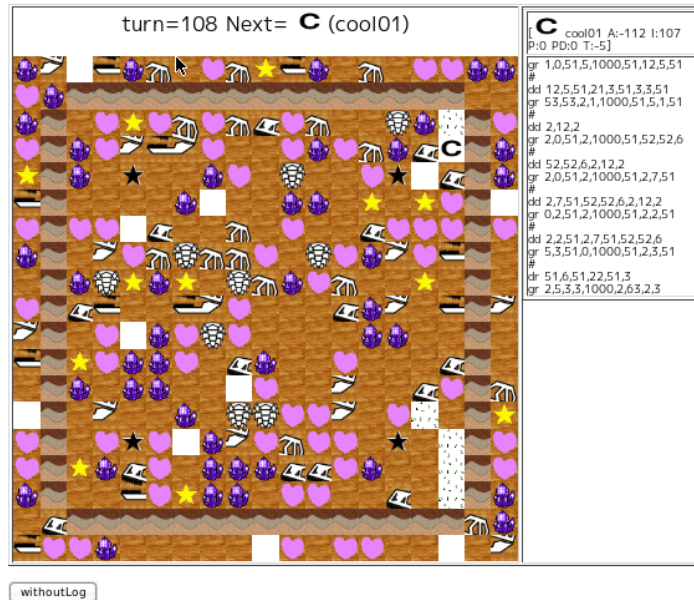 turn=108 Next= C (cool01)
[ C cool01 A:-112 I:107
P:0 PD:0 T:-5]
gr 1,0,51,5,1000,51,12,5,51
#
dd 12,5,51,21,3,51,3,3,51
gr 53,53,2,1,1000,51,5,1,51
#
dd 2,12,2
gr 2,0,51,2,1000,51,52,52,6
#
dd 52,52,6,2,12,2
gr 2,0,51,2,1000,51,2,7,51
#
dd 2,7,51,52,52,6,2,12,2
gr 0,2,51,2,1000,51,2,2,51
#
dd 2,2,51,2,7,51,52,52,6
gr 5,3,51,0,1000,51,2,3,51
#
dr 51,6,51,22,51,3
gr 2,5,3,3,1000,2,63,2,3
C
withoutLog